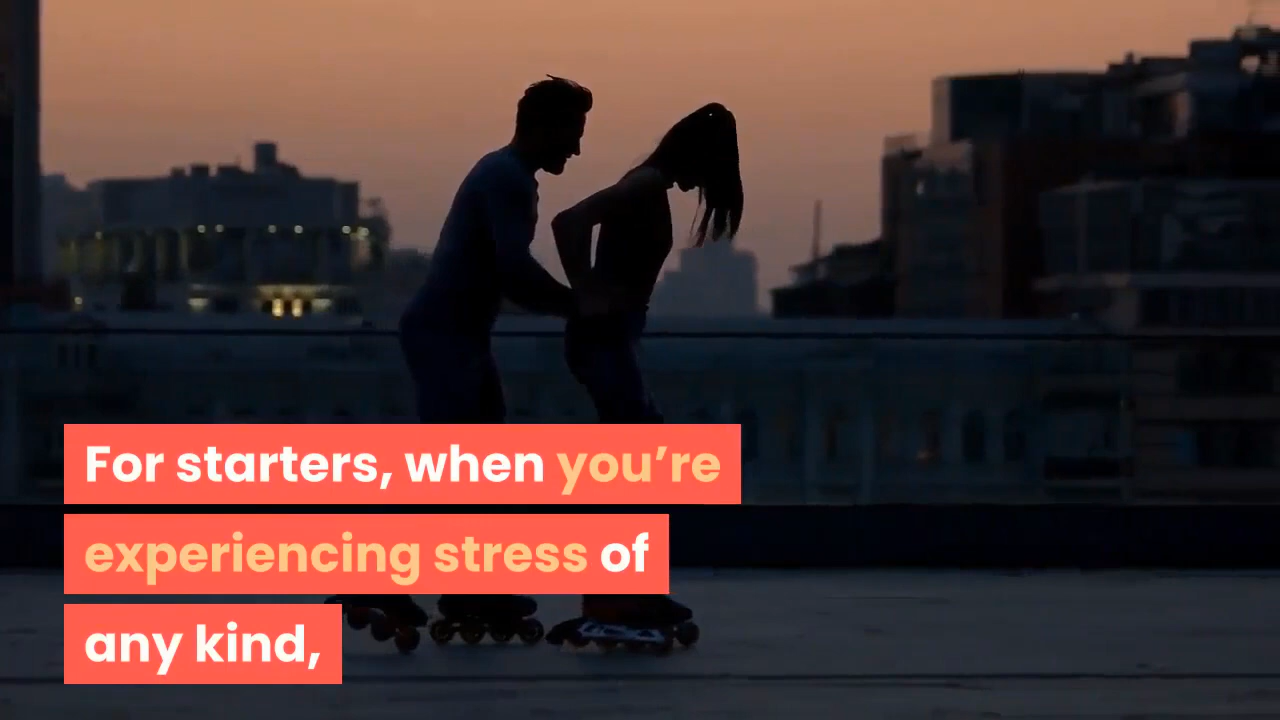 For starters, when you’re
experiencing stress of
any kind,